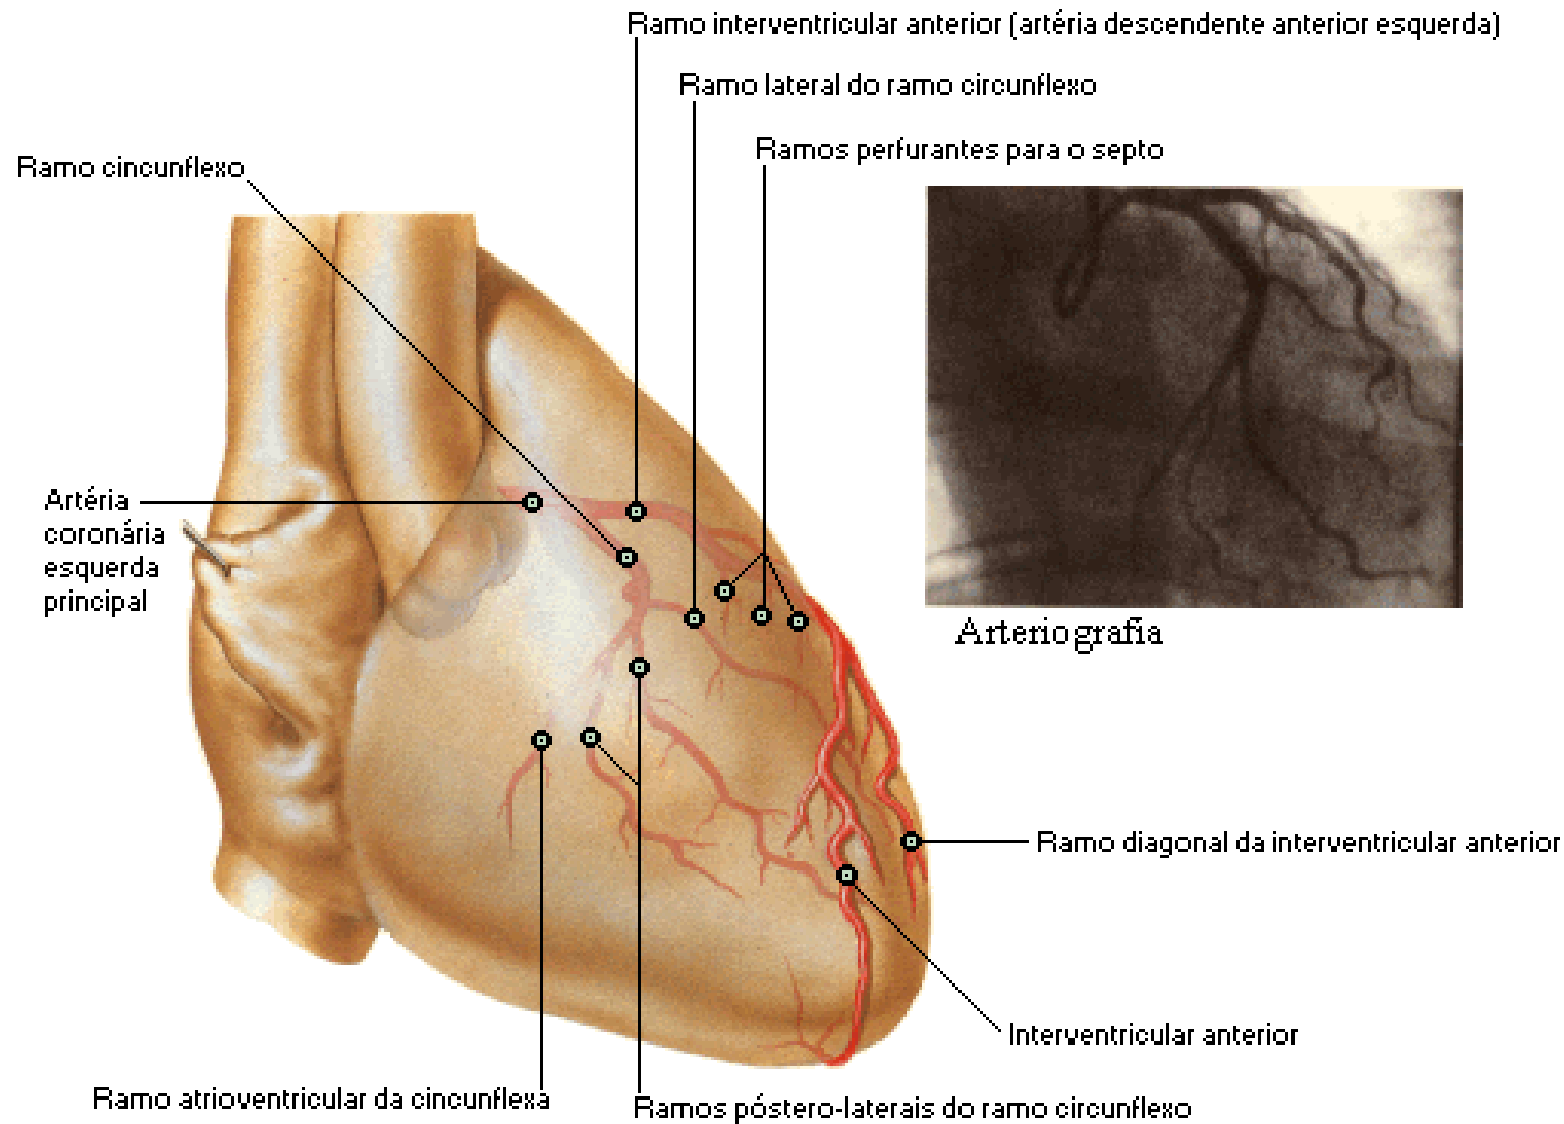 Ramo interventricular anterior (artéria descendente anterior esquerda)
Ramo lateral do ramo circunflexo
Ramos perfurantes para o septo
Ramo cincunflexo
Artéria
coronária
esquerda
principal
Arteriografia
Ramo diagonal da interventricular anterior
Interventricular anterior
Ramo atrioventricular da cincunflexa
Ramos póstero-laterais do ramo circunflexo